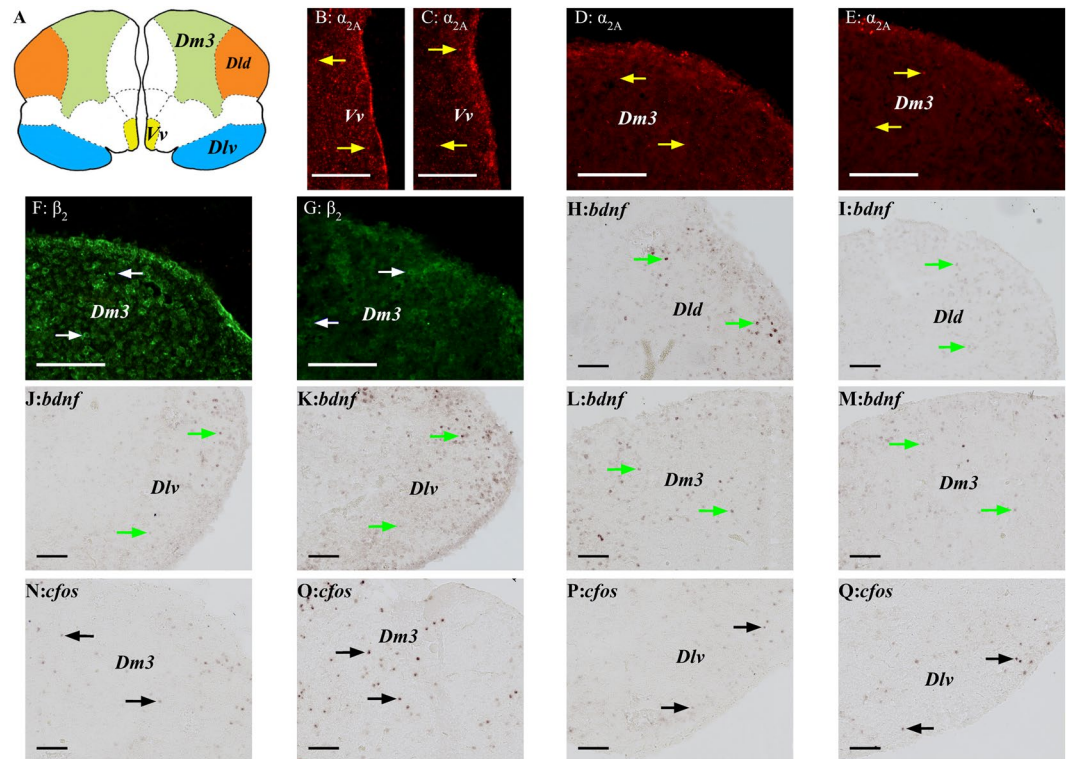 A
Dm3
Dld
Vv
Dlv
B: α2A
Vv
C: α2A
Vv
D: α2A
Dm3
E: α2A
Dm3
F: β2
Dm3
G: β2
Dm3
H:bdnf
Dld
I:bdnf
Dld
J:bdnf
Dlv
K:bdnf
Dlv
L:bdnf
Dm3
M:bdnf
Dm3
N:cfos
Dm3
O:cfos
Dm3
P:cfos
Dlv
Q:cfos
Dlv